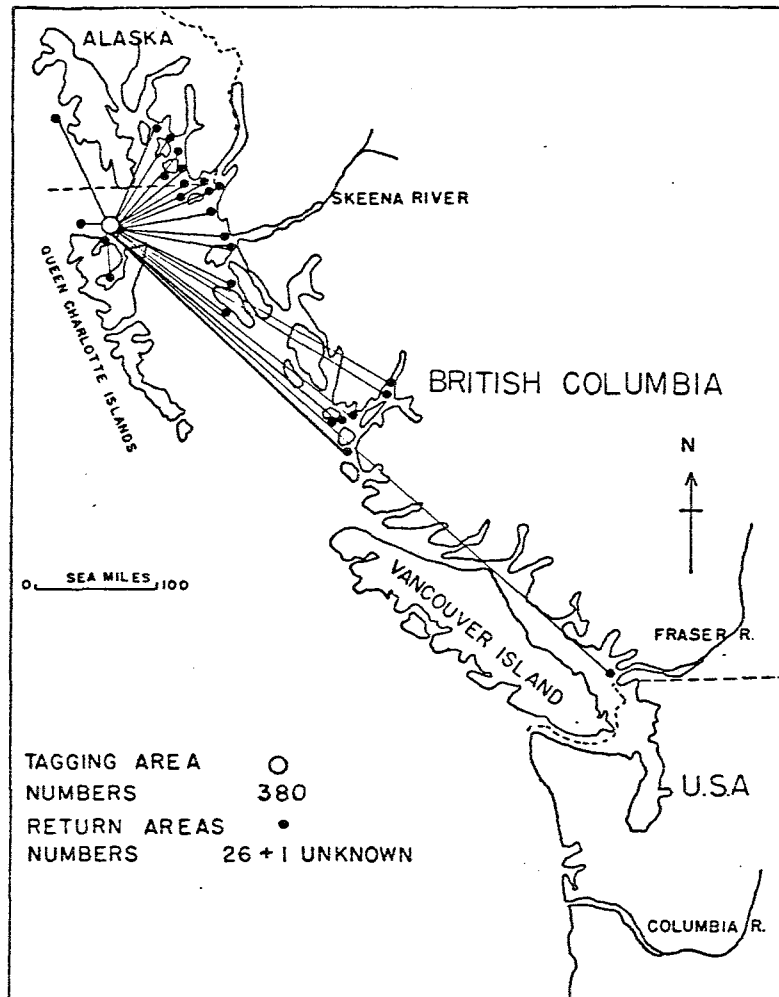 ALASKA
SKEENA RIVER
QUEEN CHARLOTTE ISLANDS
BRITISH COLUMBIA
N
0 SEA MILES 100
VANCOUVER ISLAND
FRASER R.
U.S.A
TAGGING AREA
NUMBERS 380
RETURN AREAS
NUMBERS 26 + 1 UNKNOWN
COLUMBIA R.